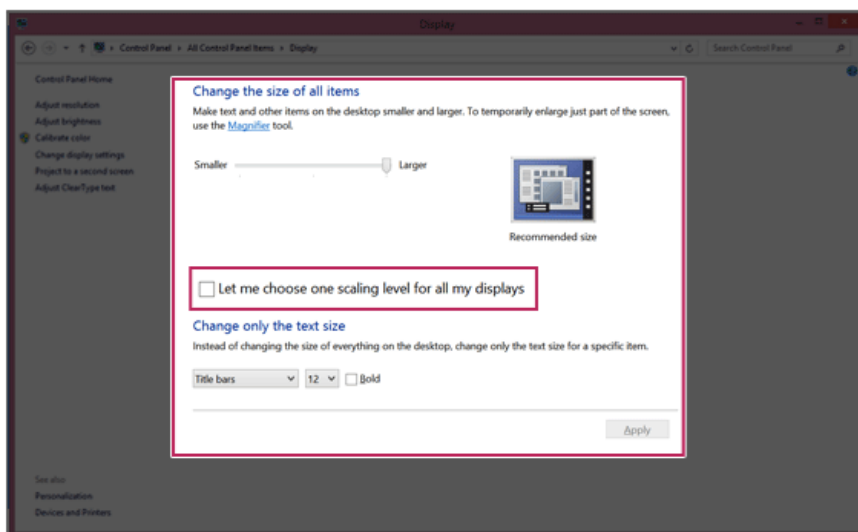 Display
Control Panel › All Control Panel Items › Display
Search Control Panel
Control Panel Home
Adjust resolution
Adjust brightness
Calibrate color
Change display settings
Project to a second screen
Adjust ClearType text
See also
Personalization
Devices and Printers
Change the size of all items
Make text and other items on the desktop smaller and larger. To temporarily enlarge just part of the screen,
use the Magnifier tool.
Smaller Larger
Recommended size
Let me choose one scaling level for all my displays
Change only the text size
Instead of changing the size of everything on the desktop, change only the text size for a specific item.
Title bars 12 Bold
Apply